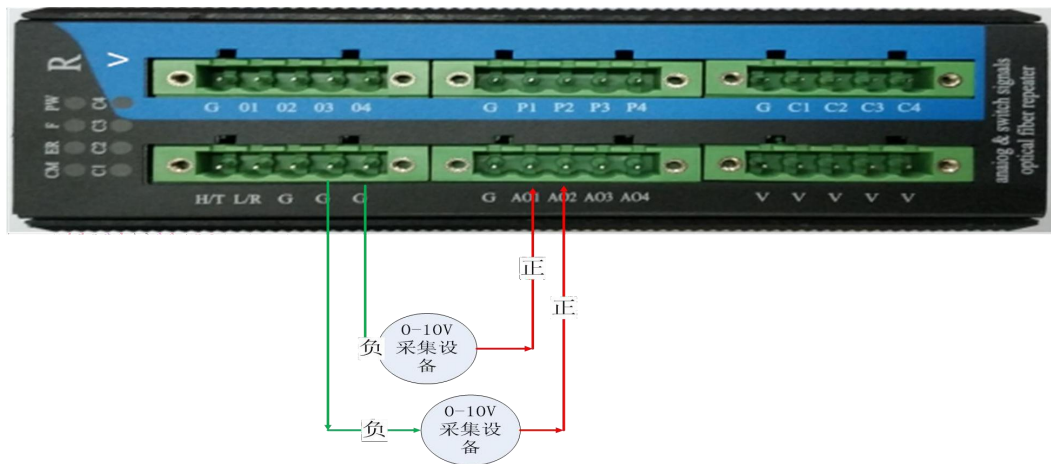 R V
PW C4
F C3
ER C2
CM C1
G 01 02 03 04
G P1 P2 P3 P4
G C1 C2 C3 C4
H/T L/R G G G
G AO1 AO2 AO3 AO4
V V V V V
analog & switch signals
optical fiber repeater
正
正
负
0-10V
采集设
备
负
0-10V
采集设
备